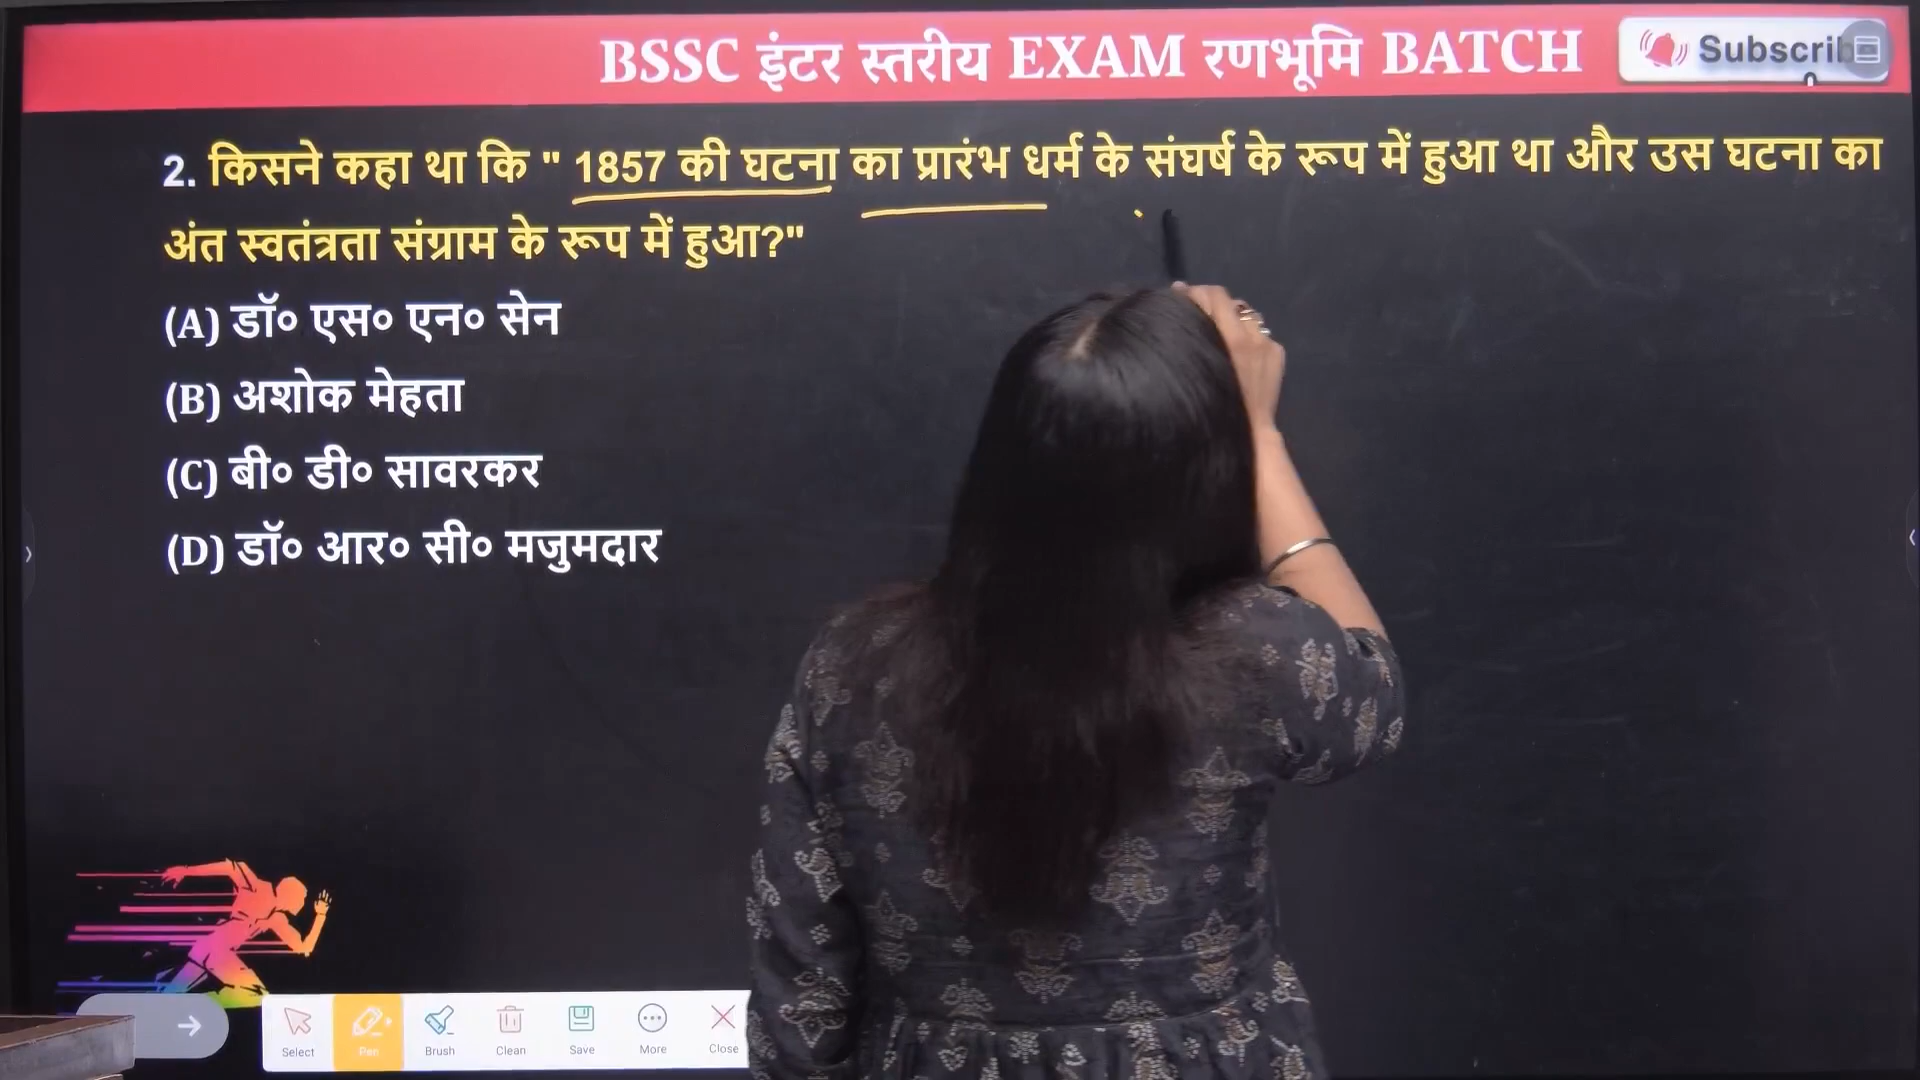 BSSC इंटर स्तरीय EXAM रणभूमि BATCH
Subscrib
2. किसने कहा था कि " 1857 की घटना का प्रारंभ धर्म के संघर्ष के रूप में हुआ था और उस घटना का
अंत स्वतंत्रता संग्राम के रूप में हुआ?"
(A) डॉ० एस० एन० सेन
(B) अशोक मेहता
(C) बी० डी० सावरकर
(D) डॉ० आर० सी० मजुमदार
Select Pen Brush Clean Save More Close